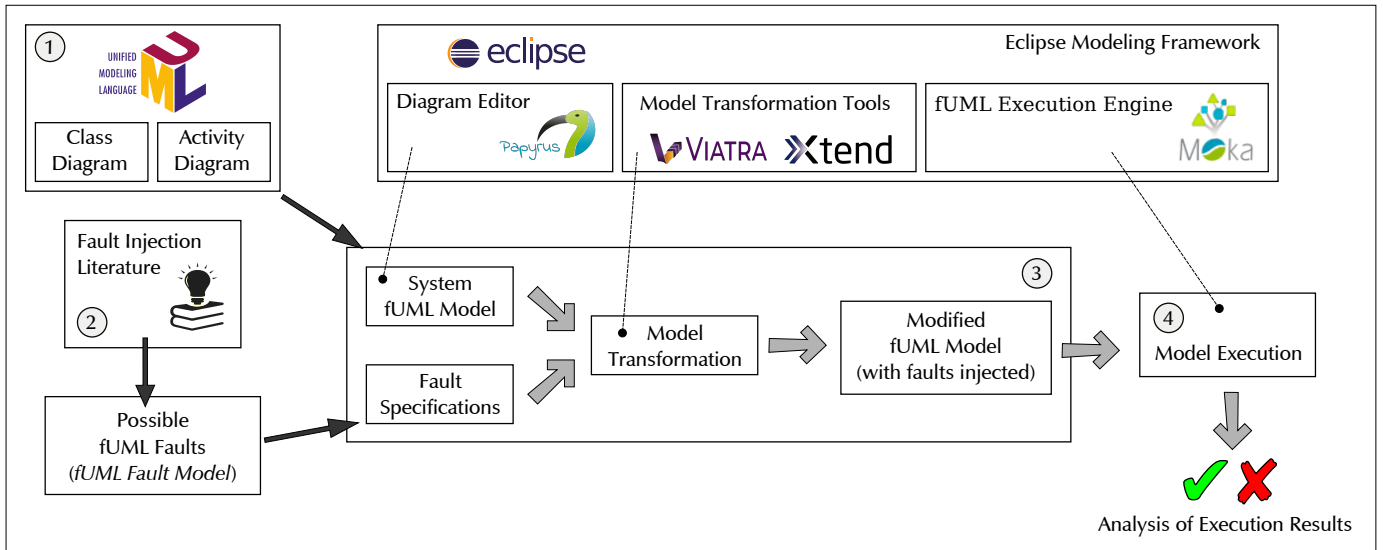 1
UNIFIED
MODELING
LANGUAGE
UML
Class
Diagram
Activity
Diagram
eclipse
Eclipse Modeling Framework
Diagram Editor
Papyrus
Model Transformation Tools
VIATRA
Xtend
fUML Execution Engine
Moka
Fault Injection
Literature
2
Possible
fUML Faults
(fUML Fault Model)
3
System
fUML Model
Fault
Specifications
Model
Transformation
Modified
fUML Model
(with faults injected)
4
Model Execution
Analysis of Execution Results